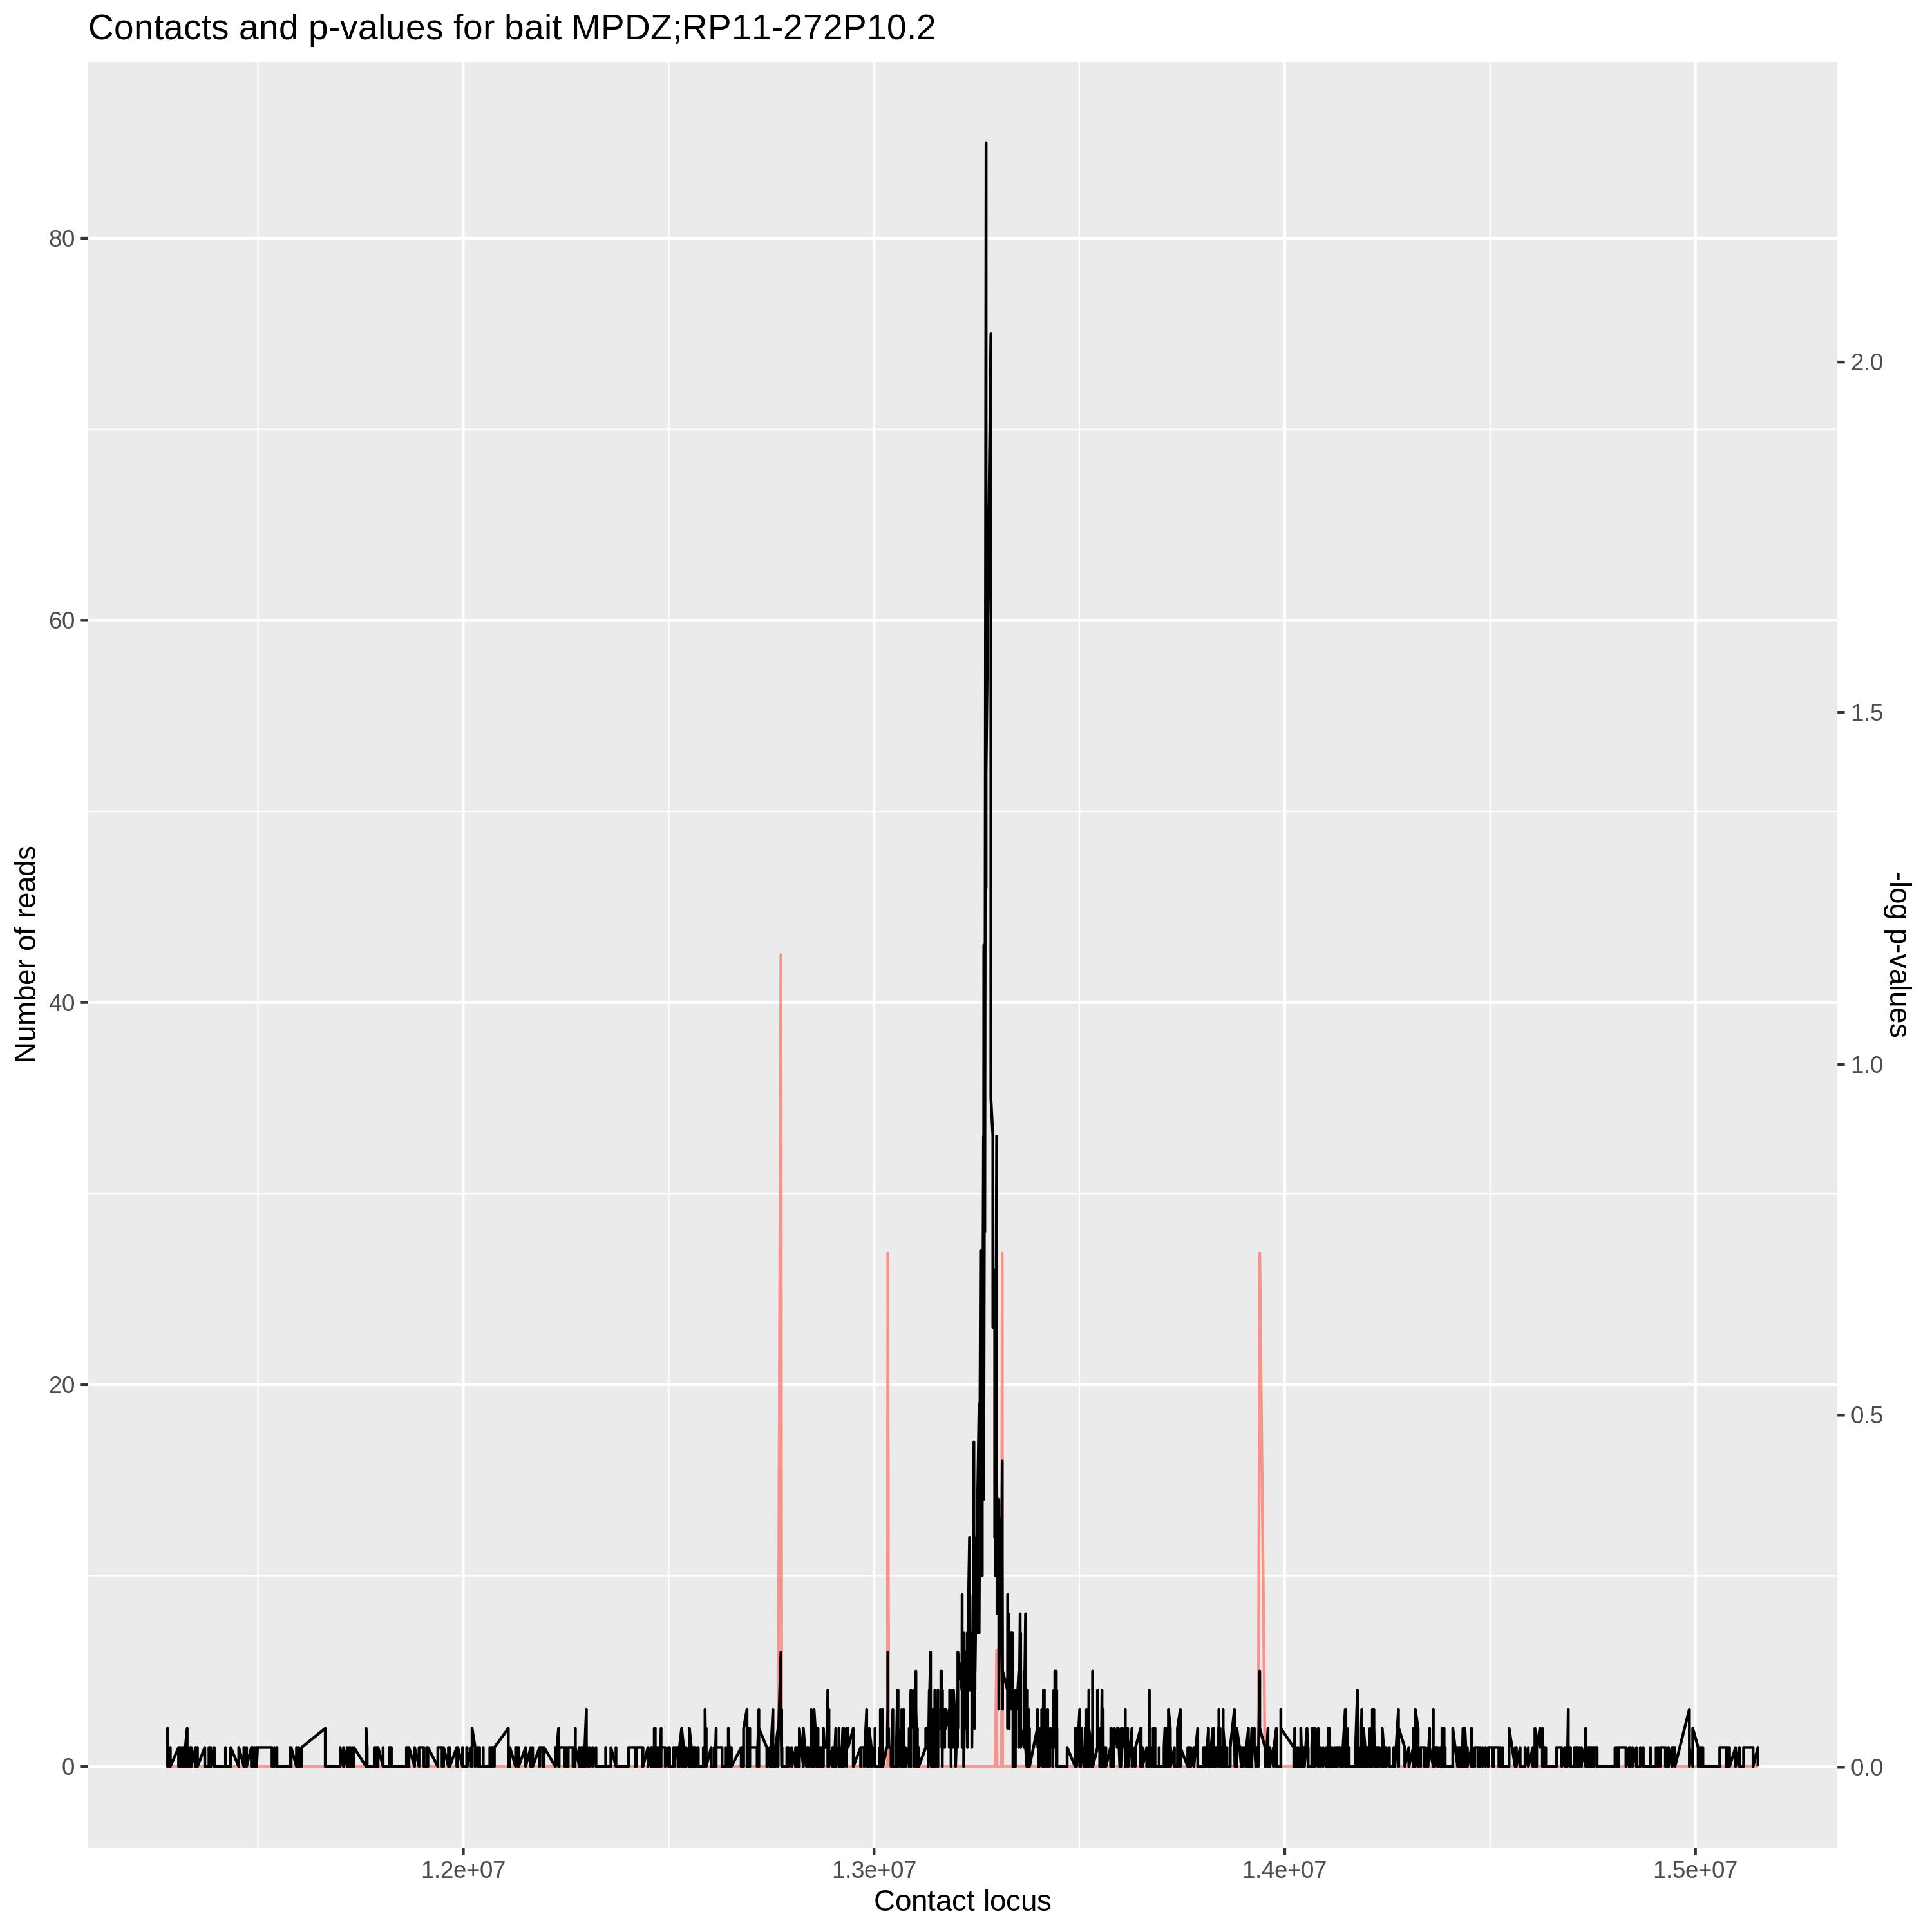 Contacts and p-values for bait MPDZ;RP11-272P10.2
80
60
40
20
0
Number of reads
2.0
1.5
1.0
0.5
0.0
-log p-values
1.2e+07
1.3e+07
1.4e+07
1.5e+07
Contact locus